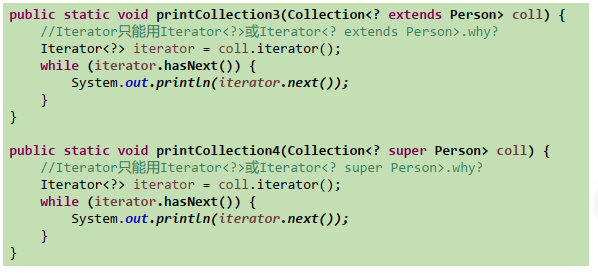 public static void printCollection3(Collection<? extends Person> coll) {
//Iterator只能用Iterator<?>或Iterator<? extends Person>.why?
Iterator<?> iterator = coll.iterator();
while (iterator.hasNext()) {
System.out.println(iterator.next());
}
}
public static void printCollection4(Collection<? super Person> coll) {
//Iterator只能用Iterator<?>或Iterator<? super Person>.why?
Iterator<?> iterator = coll.iterator();
while (iterator.hasNext()) {
System.out.println(iterator.next());
}
}